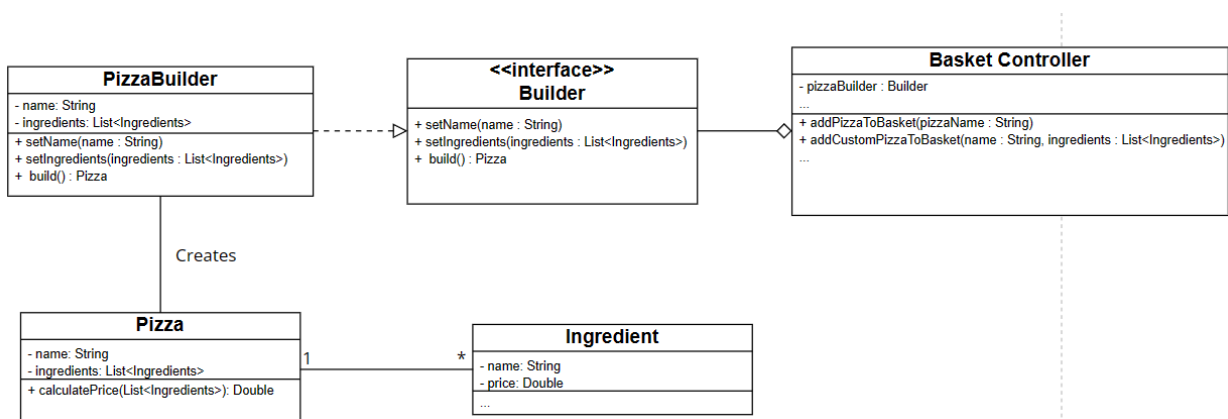 PizzaBuilder
- name: String
- ingredients: List<Ingredients>
+ setName(name : String)
+ setIngredients(ingredients : List<Ingredients>)
+ build() : Pizza
<<interface>>
Builder
+ setName(name : String)
+ setIngredients(ingredients : List<Ingredients>)
+ build() : Pizza
Basket Controller
- pizzaBuilder : Builder
...
+ addPizzaToBasket(pizzaName : String)
+ addCustomPizzaToBasket(name : String, ingredients : List<Ingredients>)
...
Creates
Pizza
- name: String
- ingredients: List<Ingredients>
+ calculatePrice(List<Ingredients>): Double
1
*
Ingredient
- name: String
- price: Double
...